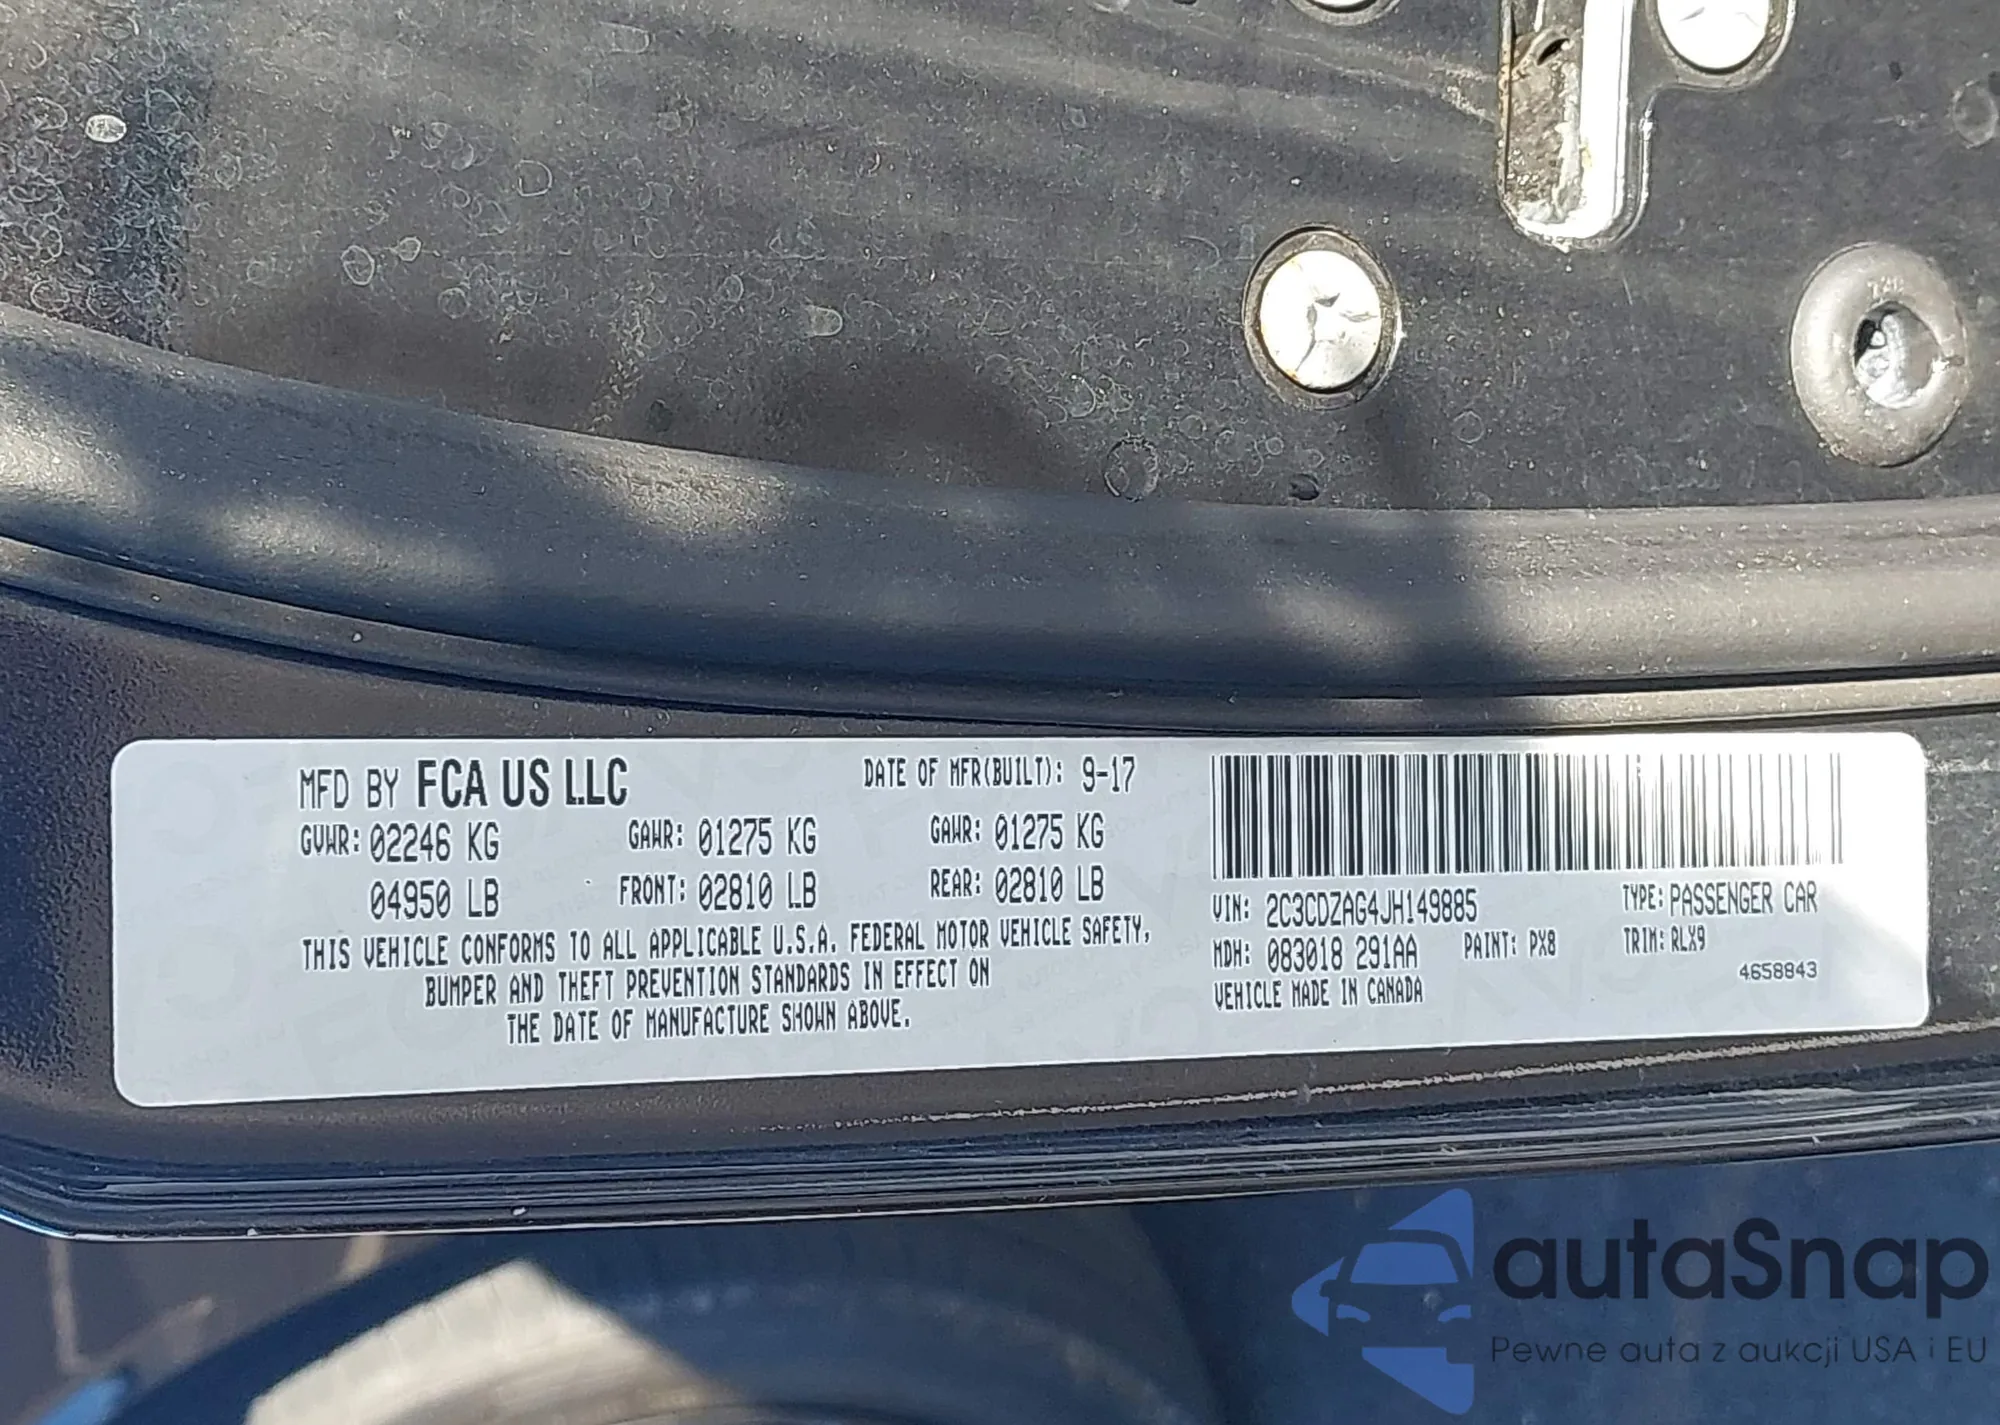 MFD BY FCA US LLC
DATE OF MFR(BUILT): 9-17
GVWR: 02246 KG
GAWR: 01275 KG
GAWR: 01275 KG
04950 LB
FRONT: 02810 LB
REAR: 02810 LB
THIS VEHICLE CONFORMS TO ALL APPLICABLE U.S.A. FEDERAL MOTOR VEHICLE SAFETY,
BUMPER AND THEFT PREVENTION STANDARDS IN EFFECT ON
THE DATE OF MANUFACTURE SHOWN ABOVE.
VIN: 2C3CDZAG4JH149885
TYPE: PASSENGER CAR
MDH: 083018 291AA
PAINT: PX8
TRIM: RLX9
VEHICLE MADE IN CANADA
4658843
autaSnap
Pewne auta z aukcji USA i EU